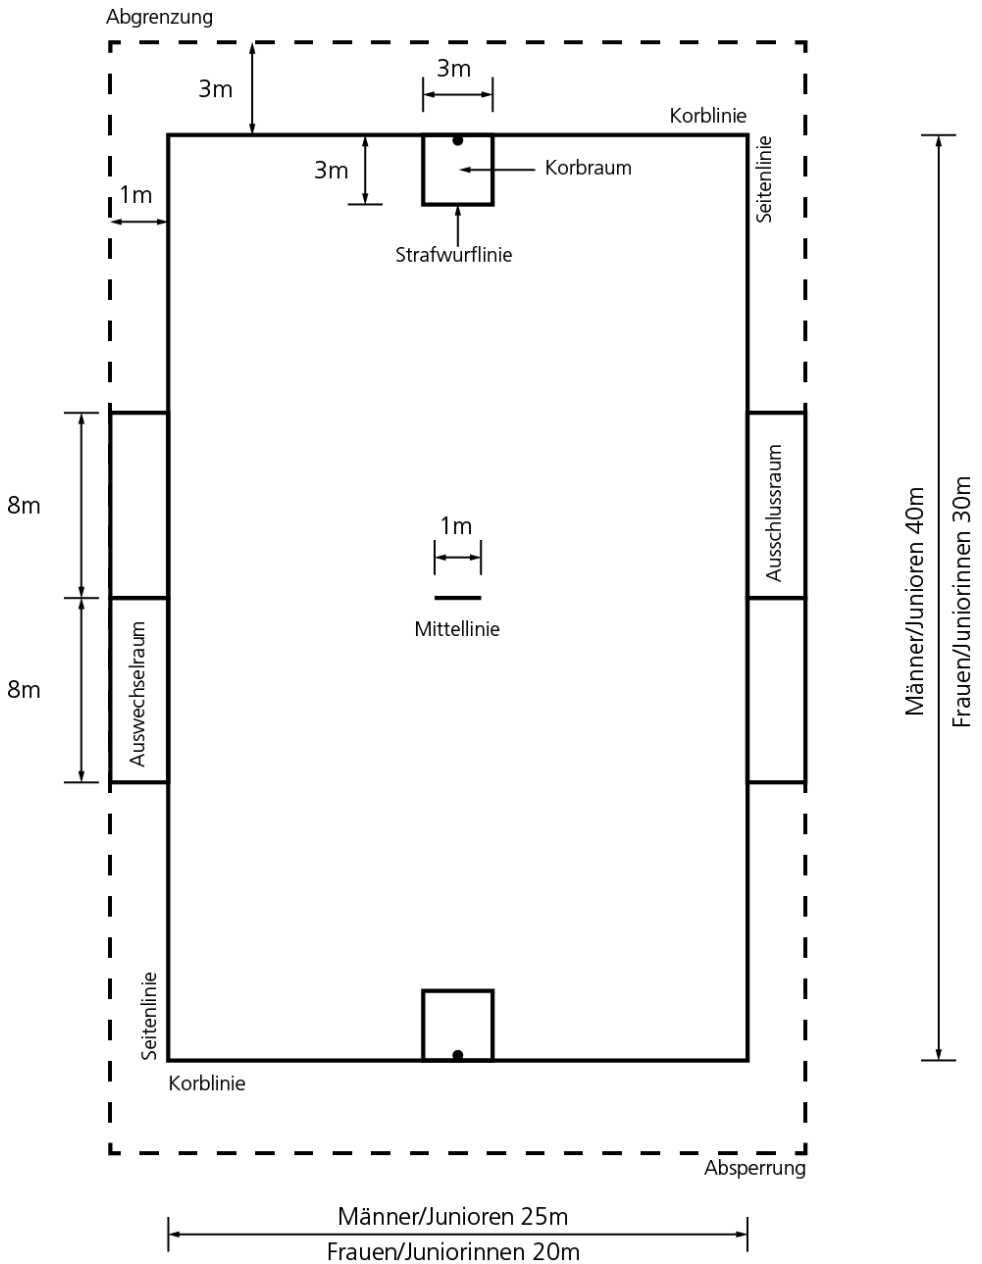 Abgrenzung
3m
3m
Korblinie
Seitenlinie
3m
Korbraum
1m
Strafwurflinie
8m
Ausschlussraum
1m
Männer/Junioren 40m
Frauen/Juniorinnen 30m
Mittellinie
8m
Auswechselraum
Seitenlinie
Korblinie
Absperrung
Männer/Junioren 25m
Frauen/Juniorinnen 20m